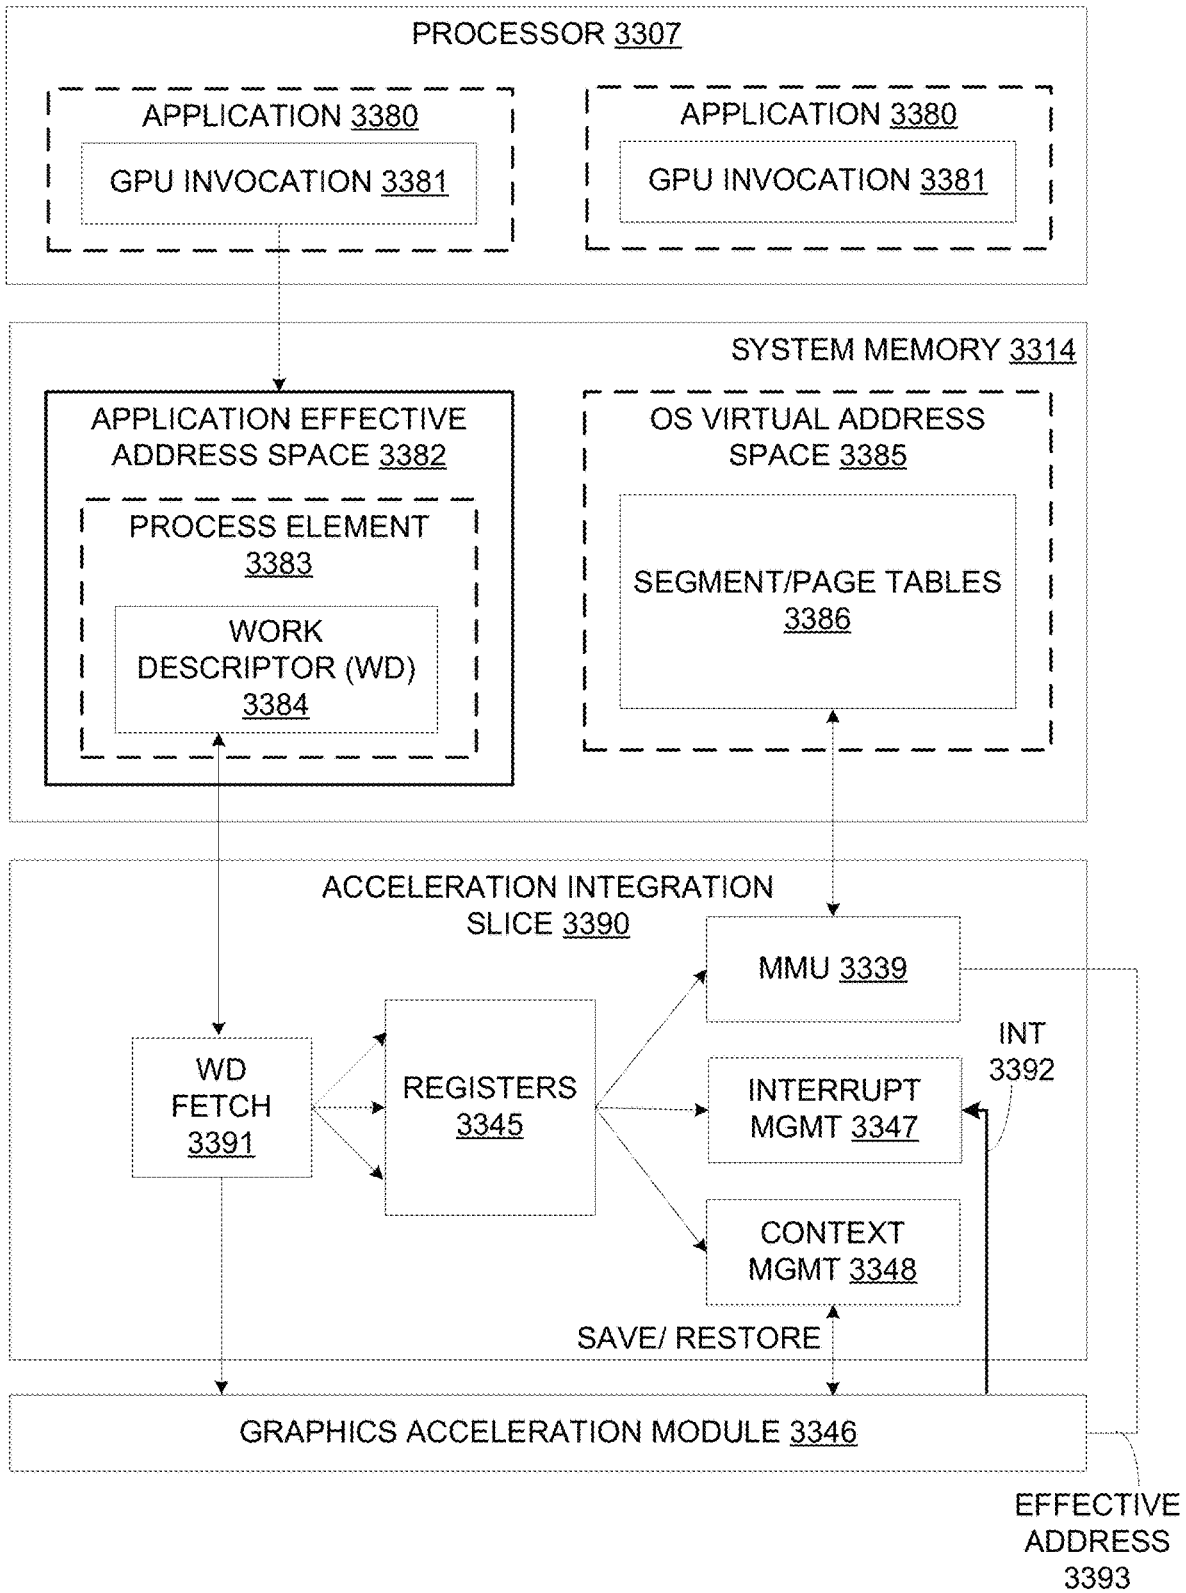 PROCESSOR 3307
APPLICATION 3380
GPU INVOCATION 3381
APPLICATION 3380
GPU INVOCATION 3381
SYSTEM MEMORY 3314
APPLICATION EFFECTIVE
ADDRESS SPACE 3382
PROCESS ELEMENT
3383
WORK
DESCRIPTOR (WD)
3384
OS VIRTUAL ADDRESS
SPACE 3385
SEGMENT/PAGE TABLES
3386
ACCELERATION INTEGRATION
SLICE 3390
WD
FETCH
3391
REGISTERS
3345
MMU 3339
INTERRUPT
MGMT 3347
CONTEXT
MGMT 3348
INT
3392
SAVE/ RESTORE
GRAPHICS ACCELERATION MODULE 3346
EFFECTIVE
ADDRESS
3393